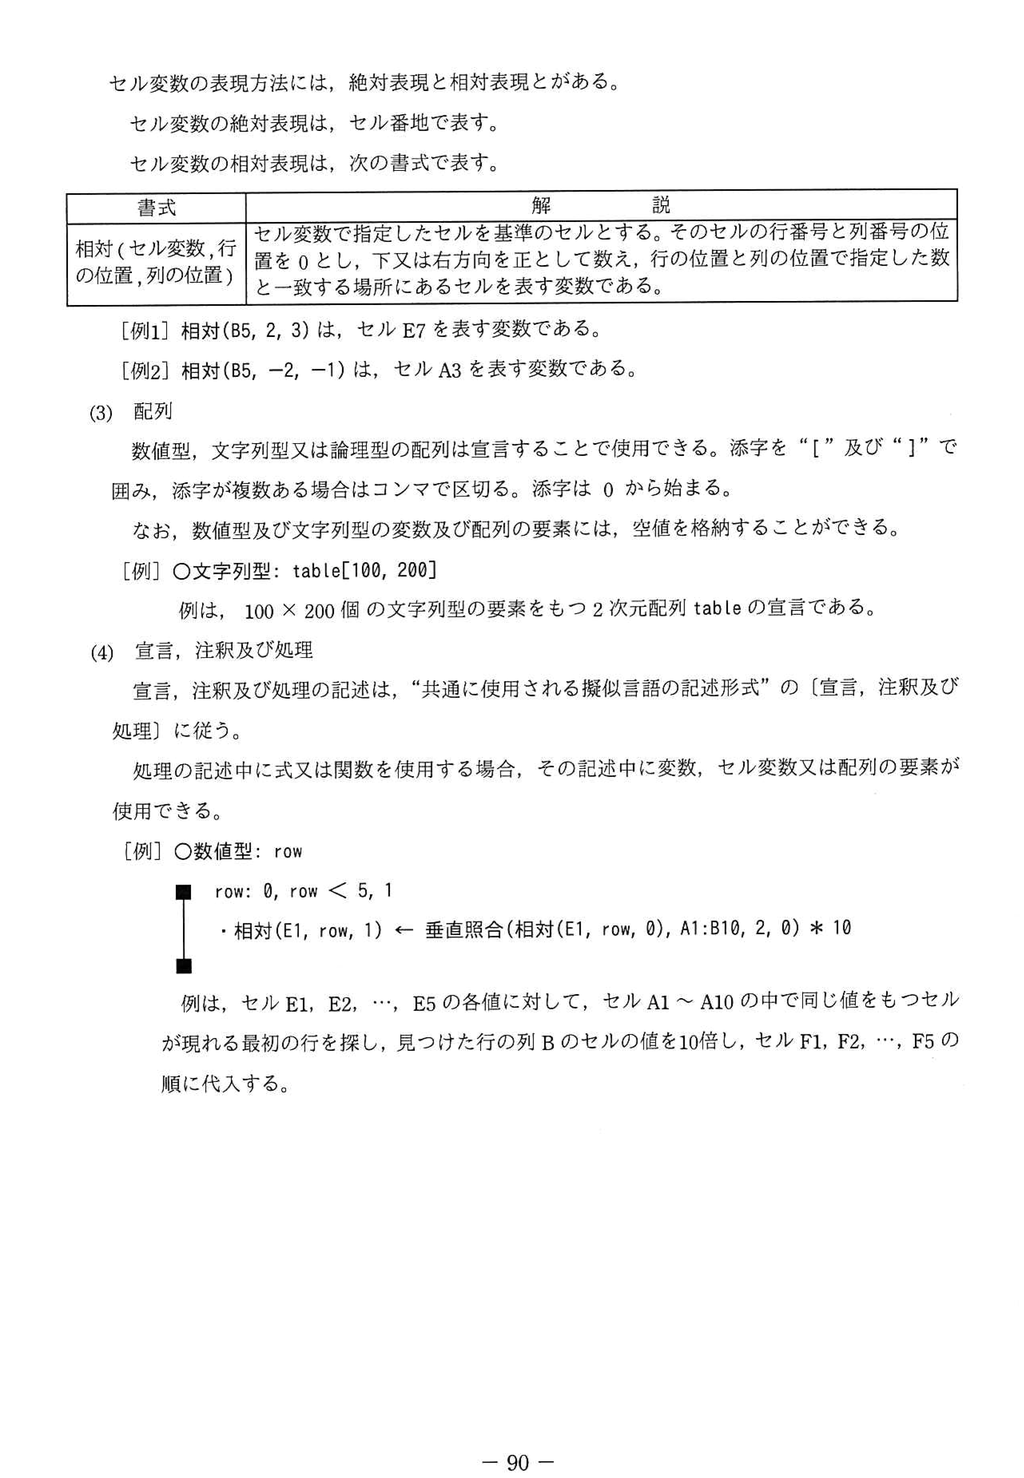 セル変数の表現方法には，絶対表現と相対表現とがある。
セル変数の絶対表現は，セル番地で表す。
セル変数の相対表現は，次の書式で表す。
書式
解 説
相対(セル変数,行
の位置,列の位置)
セル変数で指定したセルを基準のセルとする。そのセルの行番号と列番号の位
置を 0 とし，下又は右方向を正として数え，行の位置と列の位置で指定した数
と一致する場所にあるセルを表す変数である。
［例1］相対(B5, 2, 3) は，セル E7 を表す変数である。
［例2］相対(B5, －2, －1) は，セル A3 を表す変数である。
(3) 配列
数値型，文字列型又は論理型の配列は宣言することで使用できる。添字を “[” 及び “]” で
囲み，添字が複数ある場合はコンマで区切る。添字は 0 から始まる。
なお，数値型及び文字列型の変数及び配列の要素には，空値を格納することができる。
［例］○文字列型: table[100, 200]
例は， 100 × 200 個 の文字列型の要素をもつ 2 次元配列 table の宣言である。
(4) 宣言，注釈及び処理
宣言，注釈及び処理の記述は，“共通に使用される擬似言語の記述形式” の〔宣言，注釈及び
処理〕に従う。
処理の記述中に式又は関数を使用する場合，その記述中に変数，セル変数又は配列の要素が
使用できる。
［例］○数値型: row
■ row: 0, row ＜ 5, 1
・相対(E1, row, 1) ← 垂直照合(相対(E1, row, 0), A1:B10, 2, 0) ＊ 10
■
例は，セル E1，E2，…，E5 の各値に対して，セル A1 ～ A10 の中で同じ値をもつセル
が現れる最初の行を探し，見つけた行の列 B のセルの値を10倍し，セル F1，F2，…，F5 の
順に代入する。
－ 90 －